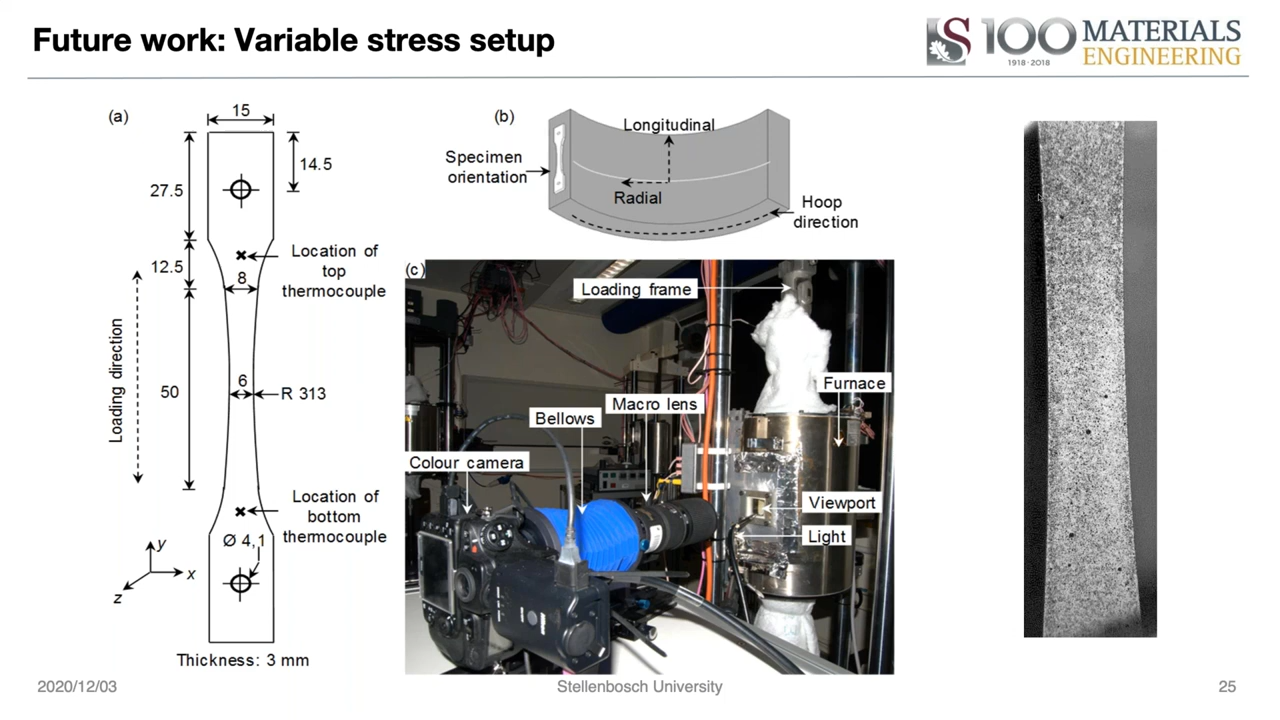 Future work: Variable stress setup
S 100 MATERIALS
1918 · 2018 ENGINEERING
(a)
15
14.5
27.5
Location of
top
thermocouple
12.5
8
Loading direction
50
6
R 313
Location of
bottom
thermocouple
Ø 4,1
y
x
z
Thickness: 3 mm
(b)
Longitudinal
Specimen
orientation
Radial
Hoop
direction
(c)
Loading frame
Furnace
Macro lens
Bellows
Colour camera
Viewport
Light
2020/12/03
Stellenbosch University
25